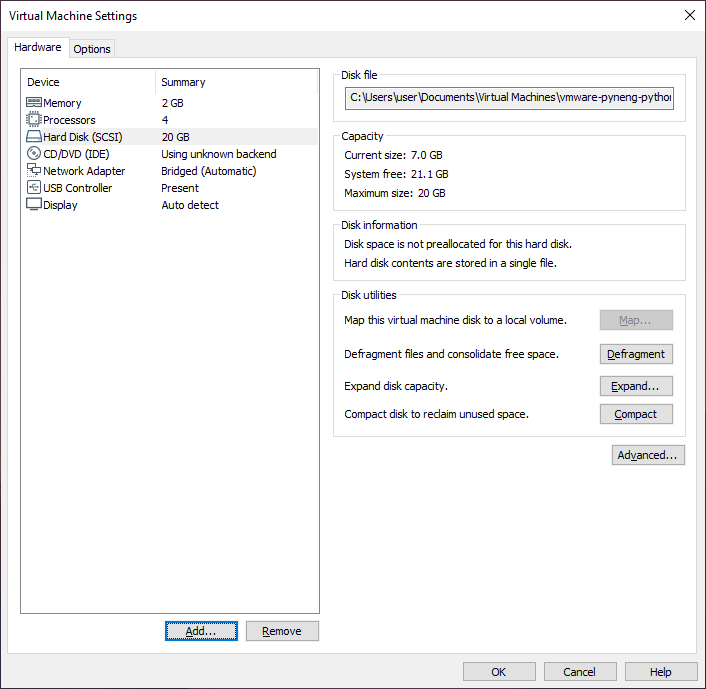 Virtual Machine Settings
Hardware Options
Device Summary
Memory 2 GB
Processors 4
Hard Disk (SCSI) 20 GB
CD/DVD (IDE) Using unknown backend
Network Adapter Bridged (Automatic)
USB Controller Present
Display Auto detect
Add... Remove
Disk file
C:\Users\user\Documents\Virtual Machines\vmware-pyneng-pythor
Capacity
Current size: 7.0 GB
System free: 21.1 GB
Maximum size: 20 GB
Disk information
Disk space is not preallocated for this hard disk.
Hard disk contents are stored in a single file.
Disk utilities
Map this virtual machine disk to a local volume. Map...
Defragment files and consolidate free space. Defragment
Expand disk capacity. Expand...
Compact disk to reclaim unused space. Compact
Advanced...
OK Cancel Help